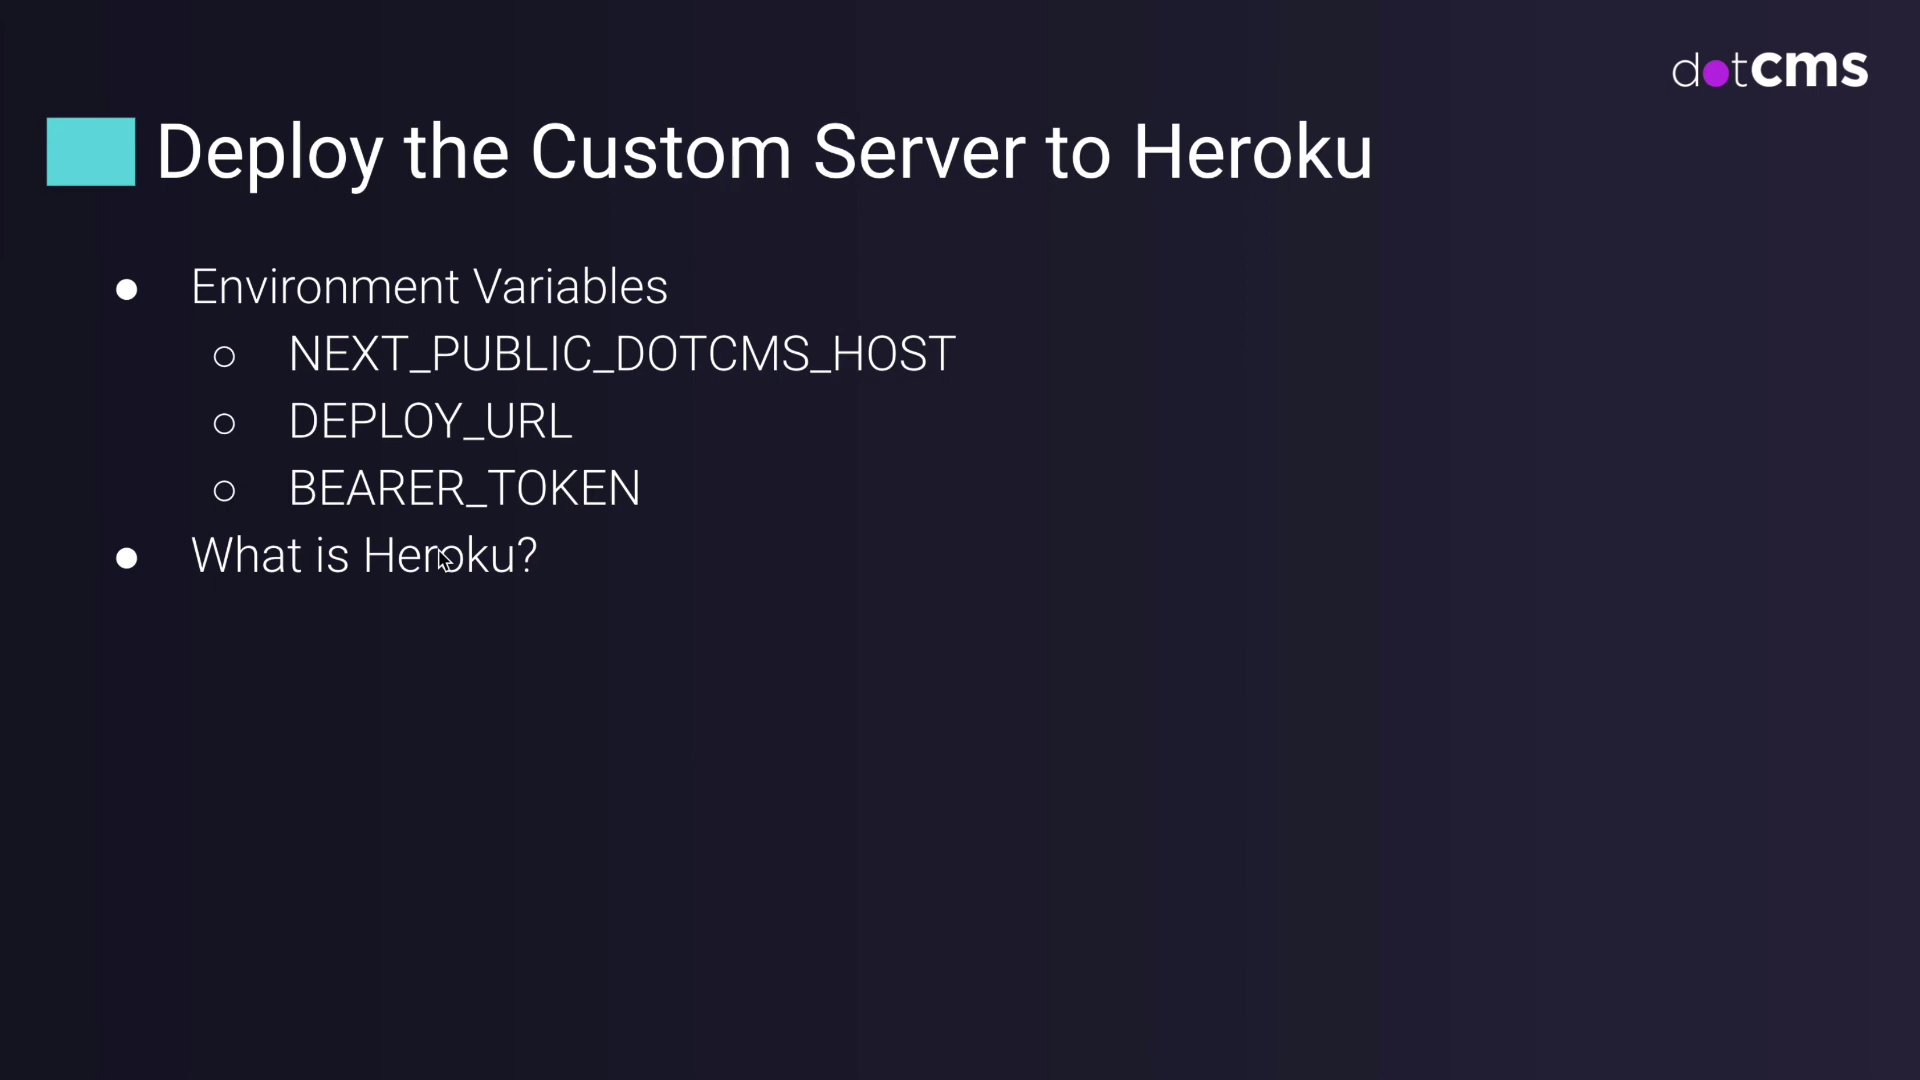 dotcms
Deploy the Custom Server to Heroku
● Environment Variables
○ NEXT_PUBLIC_DOTCMS_HOST
○ DEPLOY_URL
○ BEARER_TOKEN
● What is Heroku?